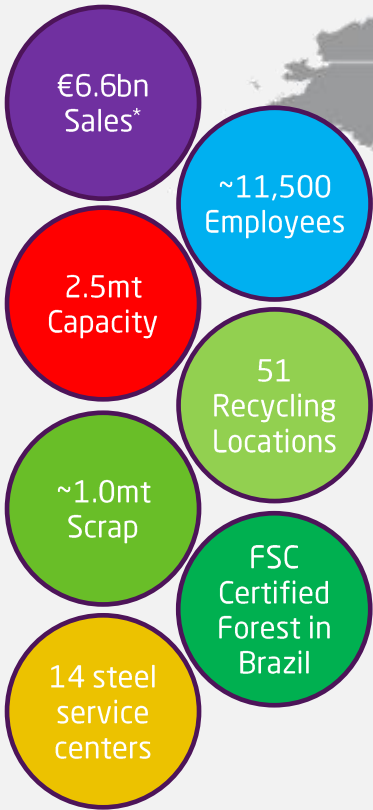 €6.6bn
Sales*
~11,500
Employees
2.5mt
Capacity
51
Recycling
Locations
~1.0mt
Scrap
FSC
Certified
Forest in
Brazil
14 steel
service
centers